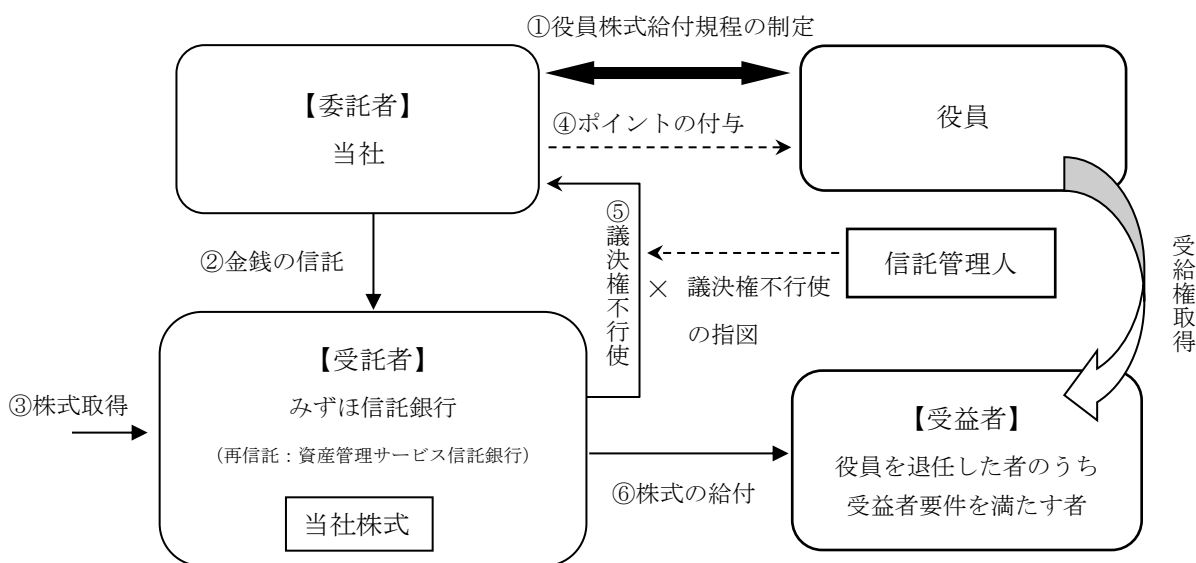 ①役員株式給付規程の制定
【委託者】
当社
④ポイントの付与
役員
②金銭の信託
⑤議決権不行使
× 議決権不行使
の指図
信託管理人
受給権取得
【受託者】
みずほ信託銀行
(再信託:資産管理サービス信託銀行)
当社株式
③株式取得
⑥株式の給付
【受益者】
役員を退任した者のうち
受益者要件を満たす者